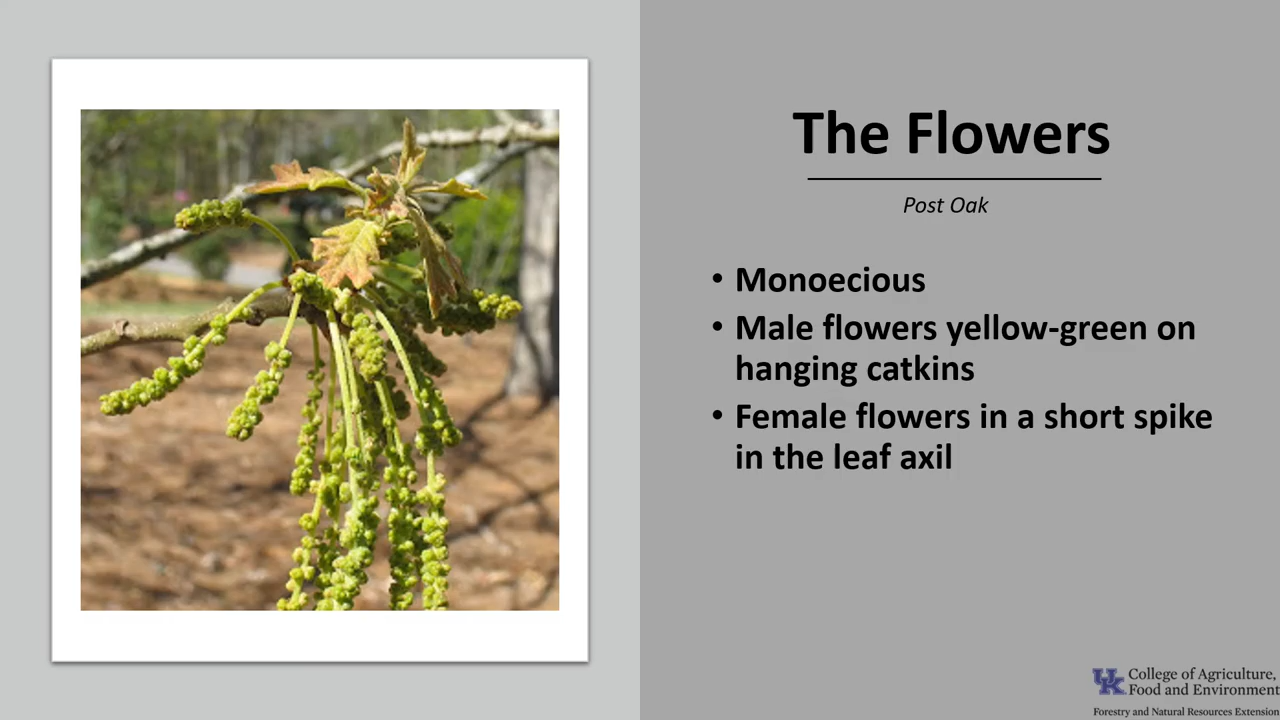 The Flowers
Post Oak
• Monoecious
• Male flowers yellow-green on
hanging catkins
• Female flowers in a short spike
in the leaf axil
UK College of Agriculture,
Food and Environment
Forestry and Natural Resources Extension